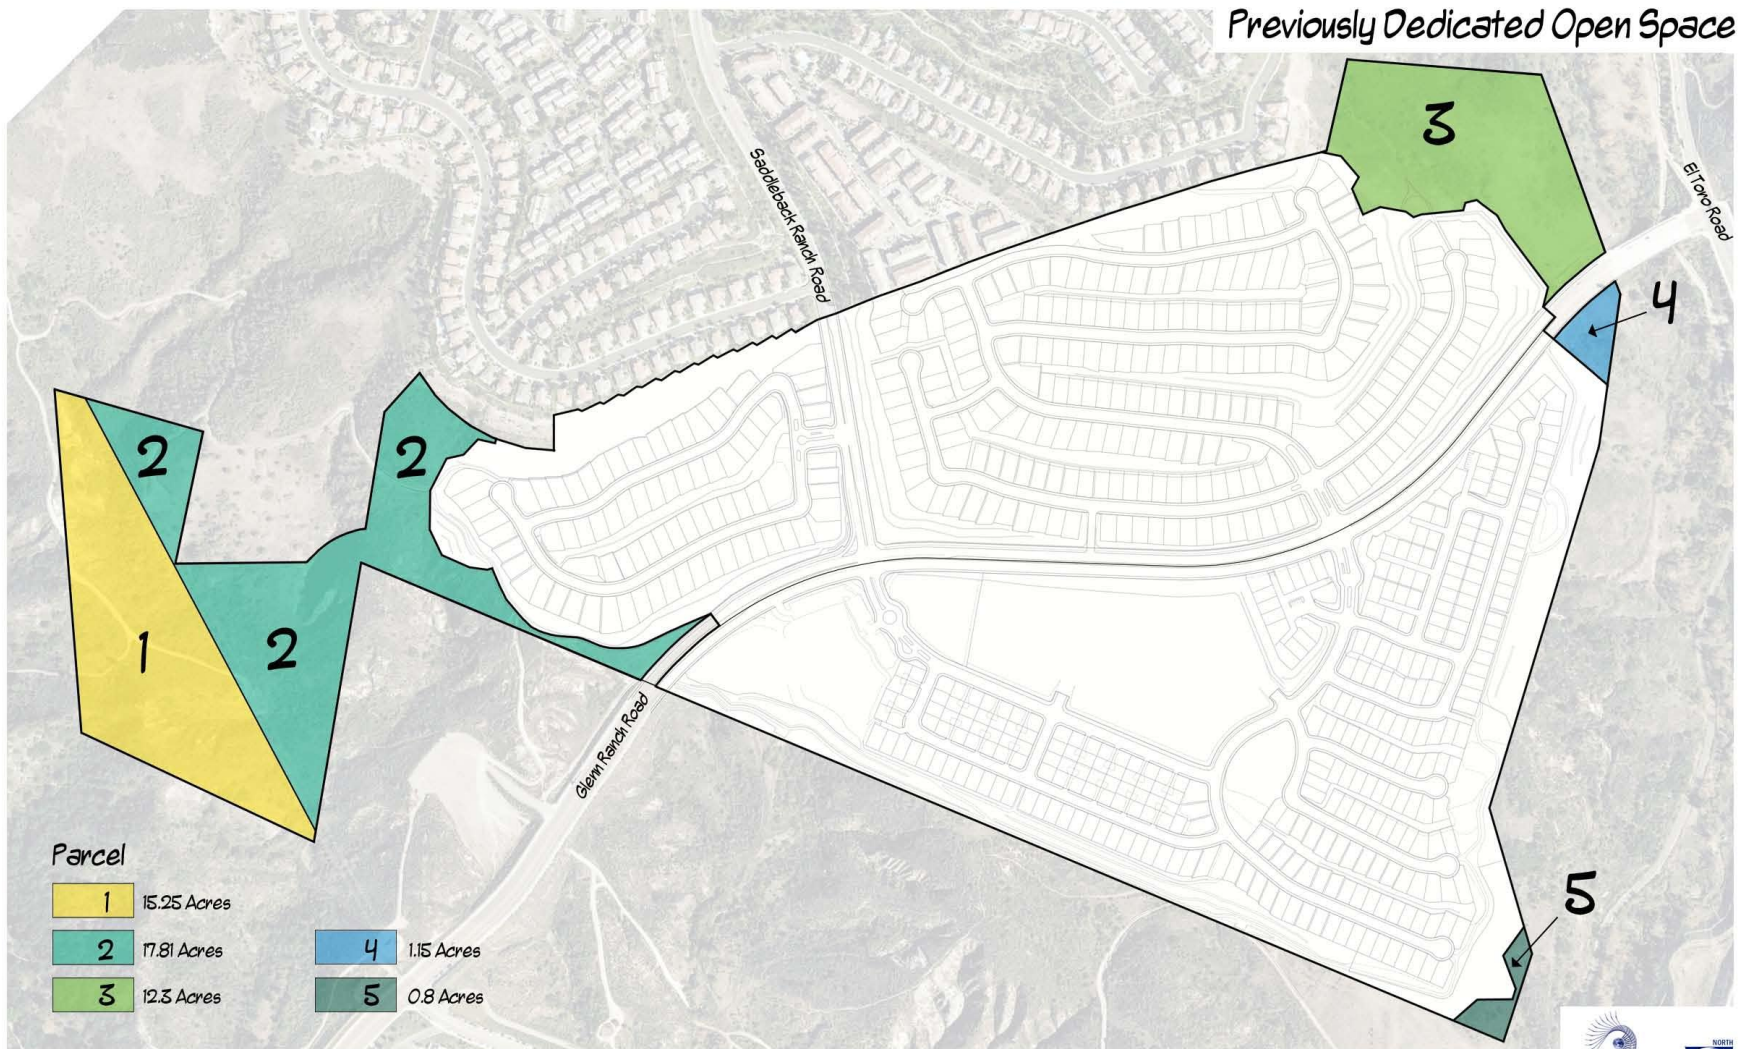 Previously Dedicated Open Space
3
El Toro Road
Saddleback Ranch Road
4
2
2
1
2
Glenn Ranch Road
5
Parcel
1 15.25 Acres
2 17.81 Acres
3 12.3 Acres
4 1.15 Acres
5 0.8 Acres
NORTH